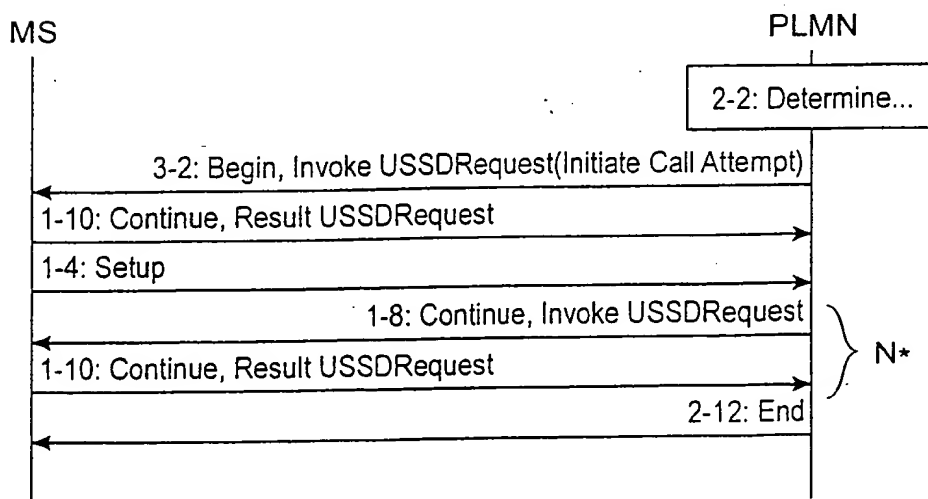 MS
PLMN
2-2: Determine...
3-2: Begin, Invoke USSDRequest(Initiate Call Attempt)
1-10: Continue, Result USSDRequest
1-4: Setup
1-8: Continue, Invoke USSDRequest
N*
1-10: Continue, Result USSDRequest
2-12: End